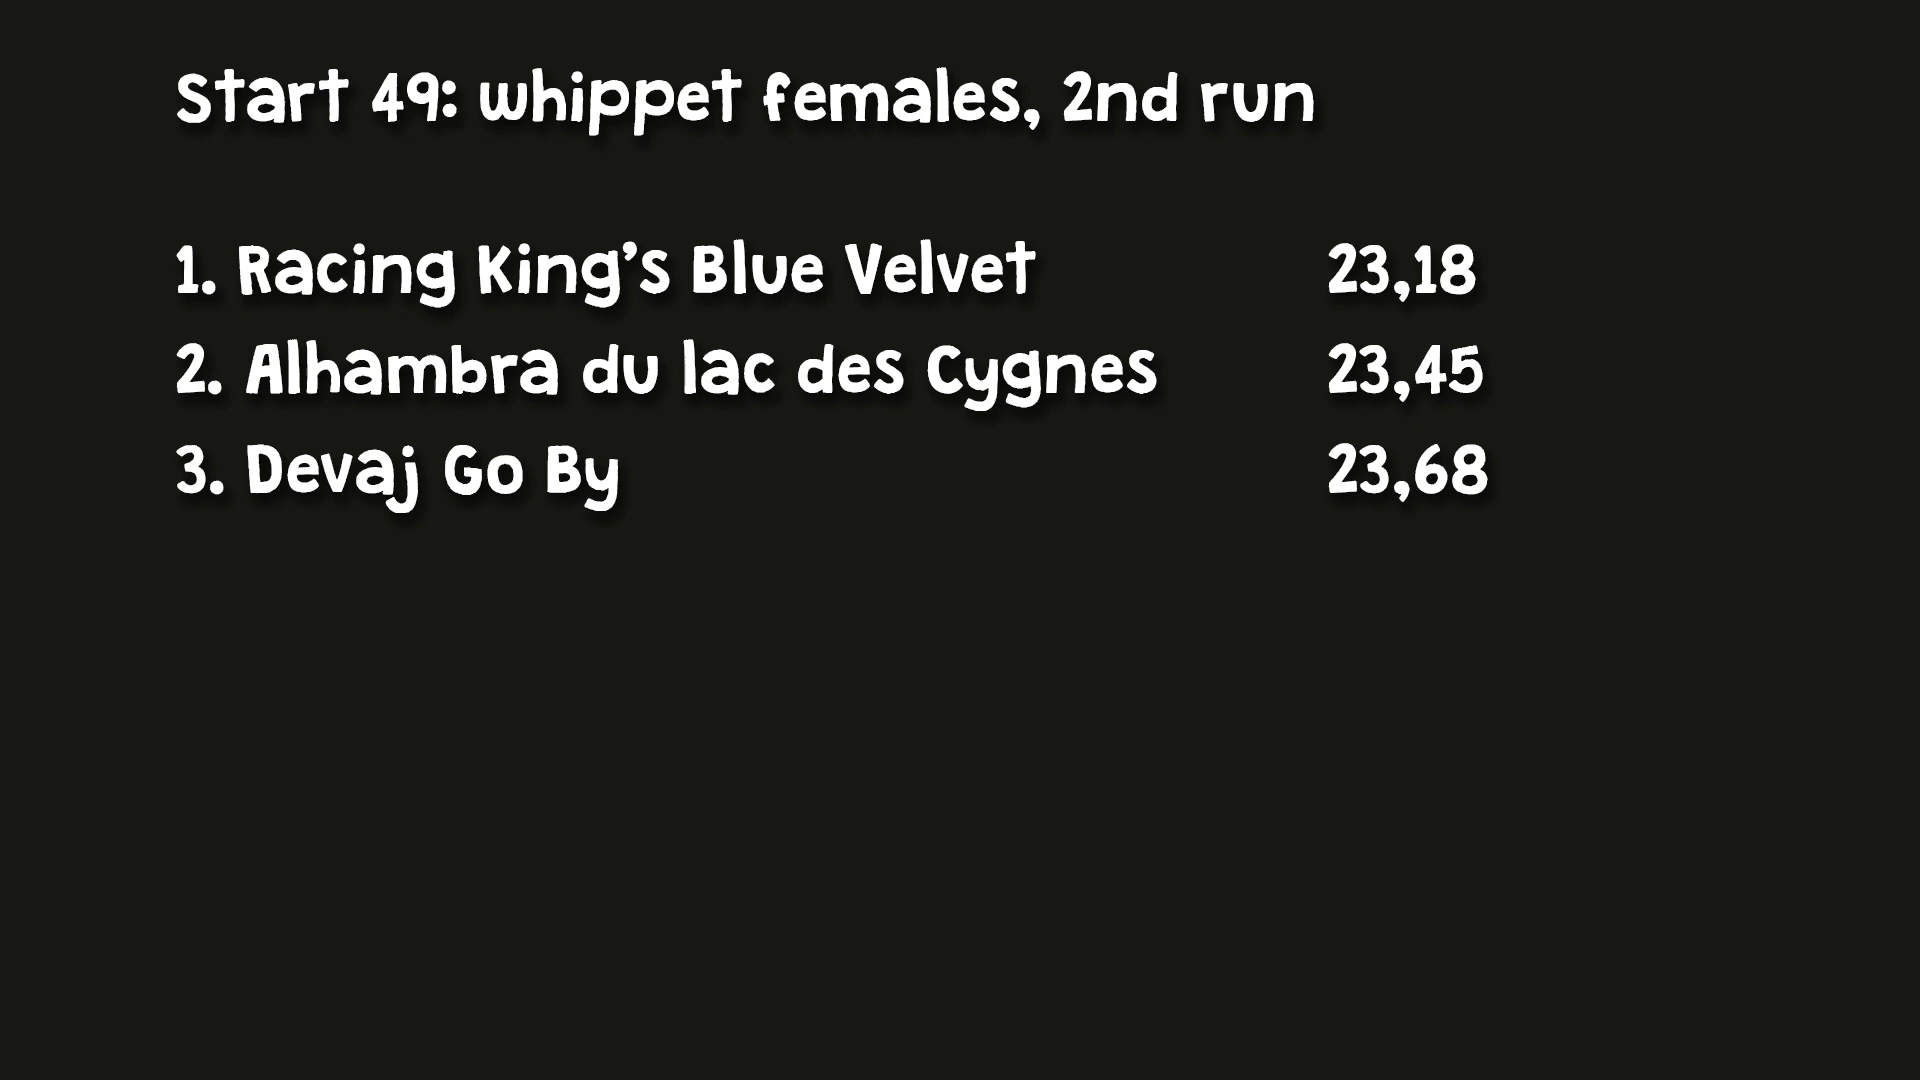 Start 49: whippet females, 2nd run
1. Racing King’s Blue Velvet 23,18
2. Alhambra du lac des Cygnes 23,45
3. Devaj Go By 23,68